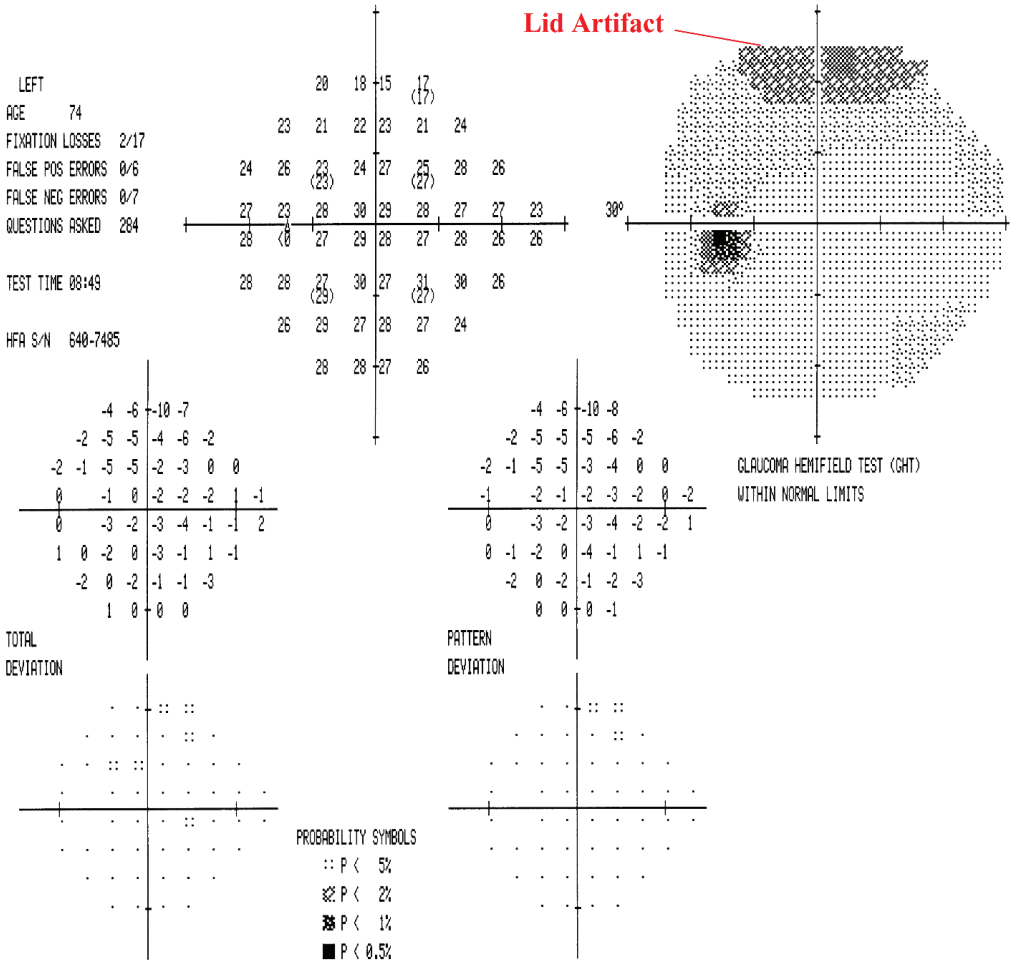 Lid Artifact
LEFT
AGE 74
FIXATION LOSSES 2/17
FALSE POS ERRORS 0/6
FALSE NEG ERRORS 0/7
QUESTIONS ASKED 284
TEST TIME 08:49
HFA S/N 640-7485
20 18 15 17
(17)
23 21 22 23 21 24
24 26 23 24 27 25 28 26
(23) (27)
27 23 28 30 29 28 27 27 23
28 <0 27 29 28 27 28 26 26
28 28 27 30 27 31 30 26
(29) (27)
26 29 27 28 27 24
28 28 27 26
30°
GLAUCOMA HEMIFIELD TEST (GHT)
WITHIN NORMAL LIMITS
-4 -6 -10 -7
-2 -5 -5 -4 -6 -2
-2 -1 -5 -5 -2 -3 0 0
0 -1 0 -2 -2 -2 1 -1
0 -3 -2 -3 -4 -1 -1 2
1 0 -2 0 -3 -1 1 -1
-2 0 -2 -1 -1 -3
1 0 0 0
TOTAL
DEVIATION
-4 -6 -10 -8
-2 -5 -5 -5 -6 -2
-2 -1 -5 -5 -3 -4 0 0
-1 -2 -1 -2 -3 -2 0 -2
0 -3 -2 -3 -4 -2 -2 1
0 -1 -2 0 -4 -1 1 -1
-2 0 -2 -1 -2 -3
0 0 0 -1
PATTERN
DEVIATION
PROBABILITY SYMBOLS
P < 5%
P < 2%
P < 1%
P < 0.5%